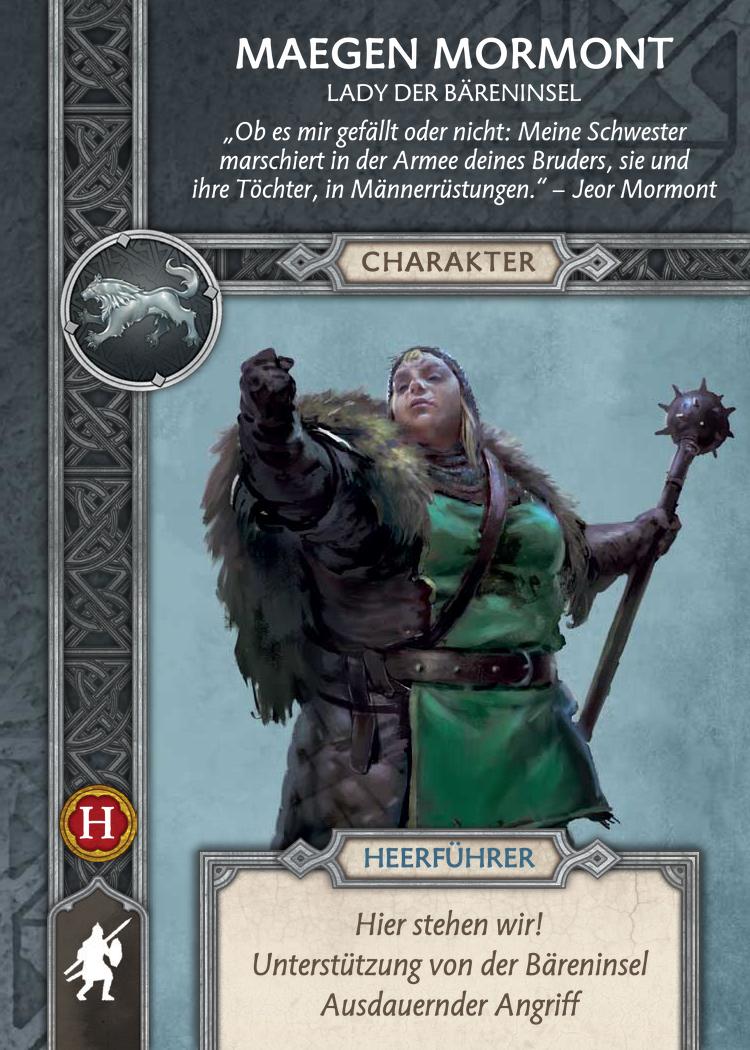 MAEGEN MORMONT
LADY DER BÄRENINSEL
„Ob es mir gefällt oder nicht: Meine Schwester
marschiert in der Armee deines Bruders, sie und
ihre Töchter, in Männerrüstungen.“ – Jeor Mormont
CHARAKTER
H
HEERFÜHRER
Hier stehen wir!
Unterstützung von der Bäreninsel
Ausdauernder Angriff